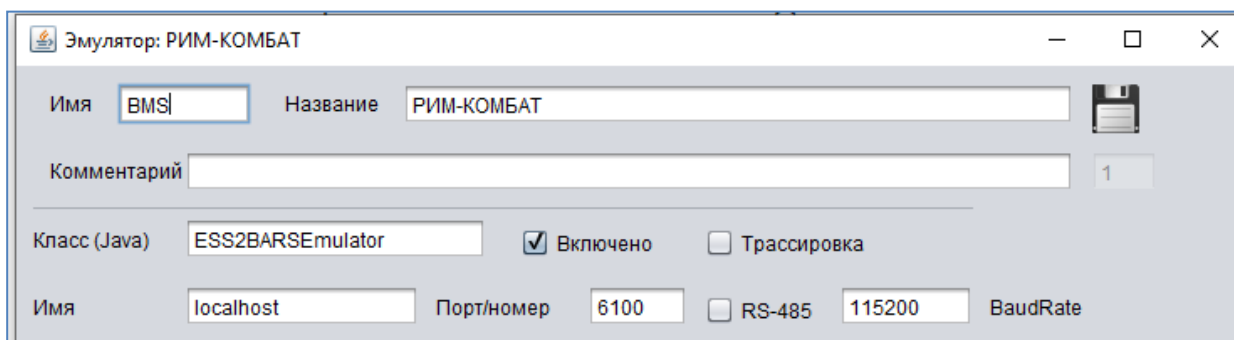 Эмулятор: РИМ-КОМБАТ
Имя BMS Название РИМ-КОМБАТ
Комментарий 1
Класс (Java) ESS2BARSEmulator Включено Трассировка
Имя localhost Порт/номер 6100 RS-485 115200 BaudRate